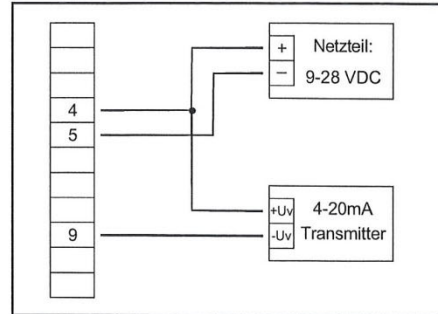 4
5
9
+ Netzteil:
− 9-28 VDC
+Uv 4-20mA
-Uv Transmitter